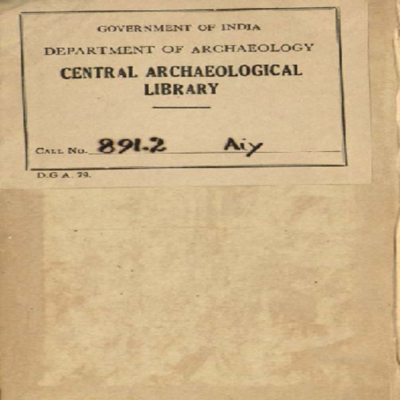 GOVERNMENT OF INDIA
DEPARTMENT OF ARCHAEOLOGY
CENTRAL ARCHAEOLOGICAL
LIBRARY
CALL No. 891.2 Aiy
D.G A. 79.